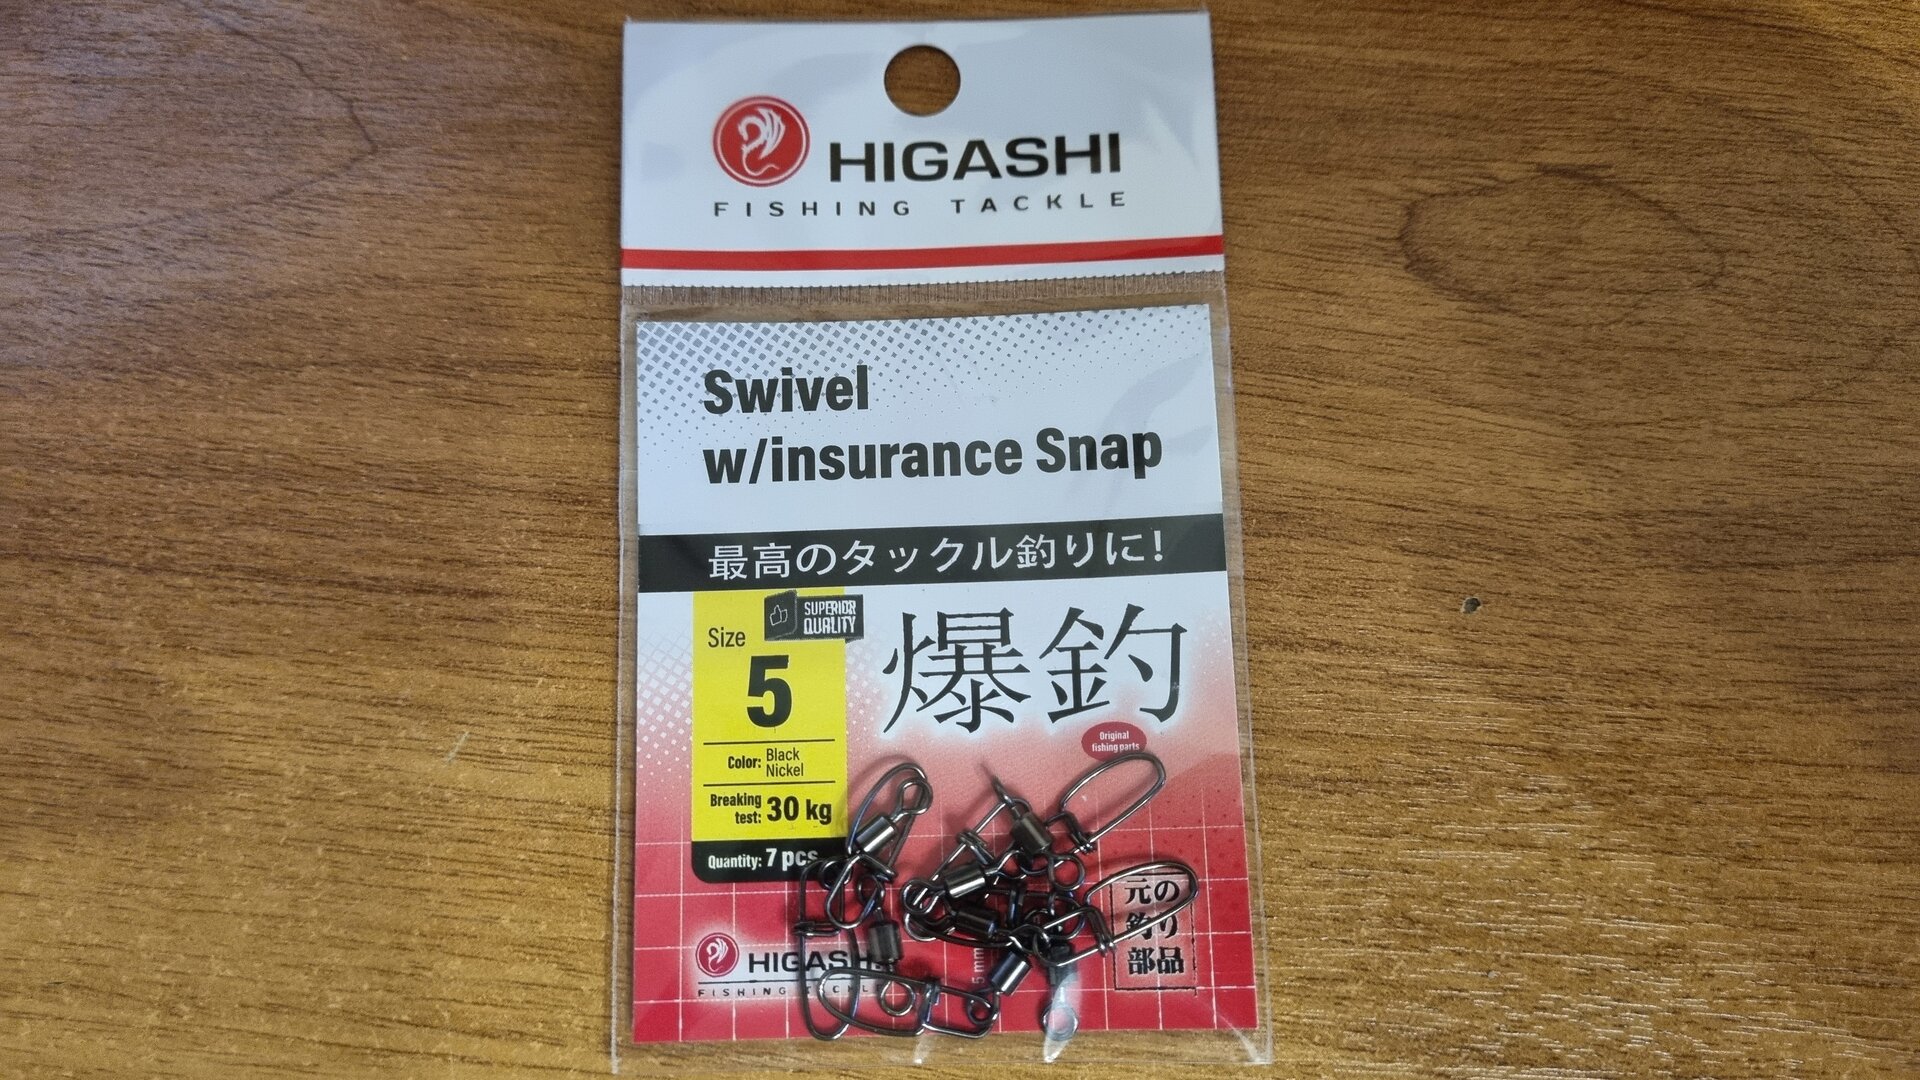 HIGASHI
FISHING TACKLE
Swivel
w/insurance Snap
最高のタックル釣りに!
SUPERIOR
QUALITY
Size
5
Color: Black
Nickel
Breaking
test: 30 kg
Quantity: 7 pcs
爆釣
Original
fishing parts
元の
釣り
部品
5 mm
HIGASHI
FISHING TACKLE